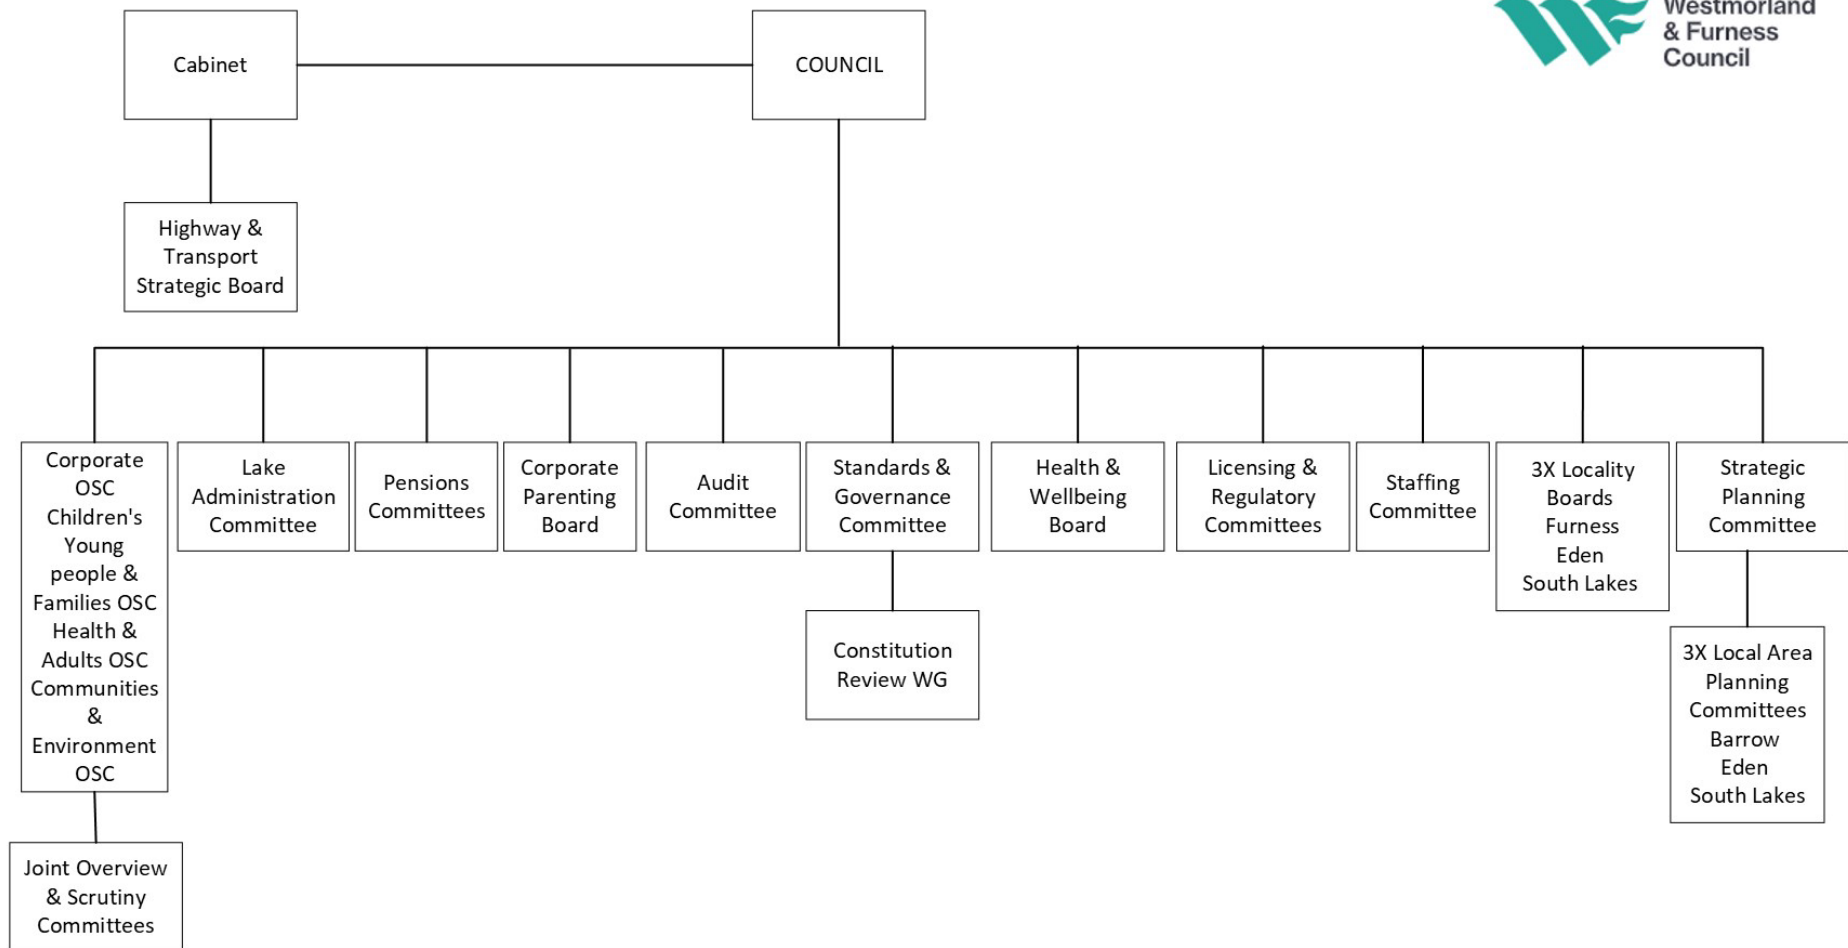 Westmorland
& Furness
Council
Cabinet
COUNCIL
Highway &
Transport
Strategic Board
Corporate
OSC
Children's
Young
people &
Families OSC
Health &
Adults OSC
Communities
&
Environment
OSC
Lake
Administration
Committee
Pensions
Committees
Corporate
Parenting
Board
Audit
Committee
Standards &
Governance
Committee
Health &
Wellbeing
Board
Licensing &
Regulatory
Committees
Staffing
Committee
3X Locality
Boards
Furness
Eden
South Lakes
Strategic
Planning
Committee
Constitution
Review WG
3X Local Area
Planning
Committees
Barrow
Eden
South Lakes
Joint Overview
& Scrutiny
Committees